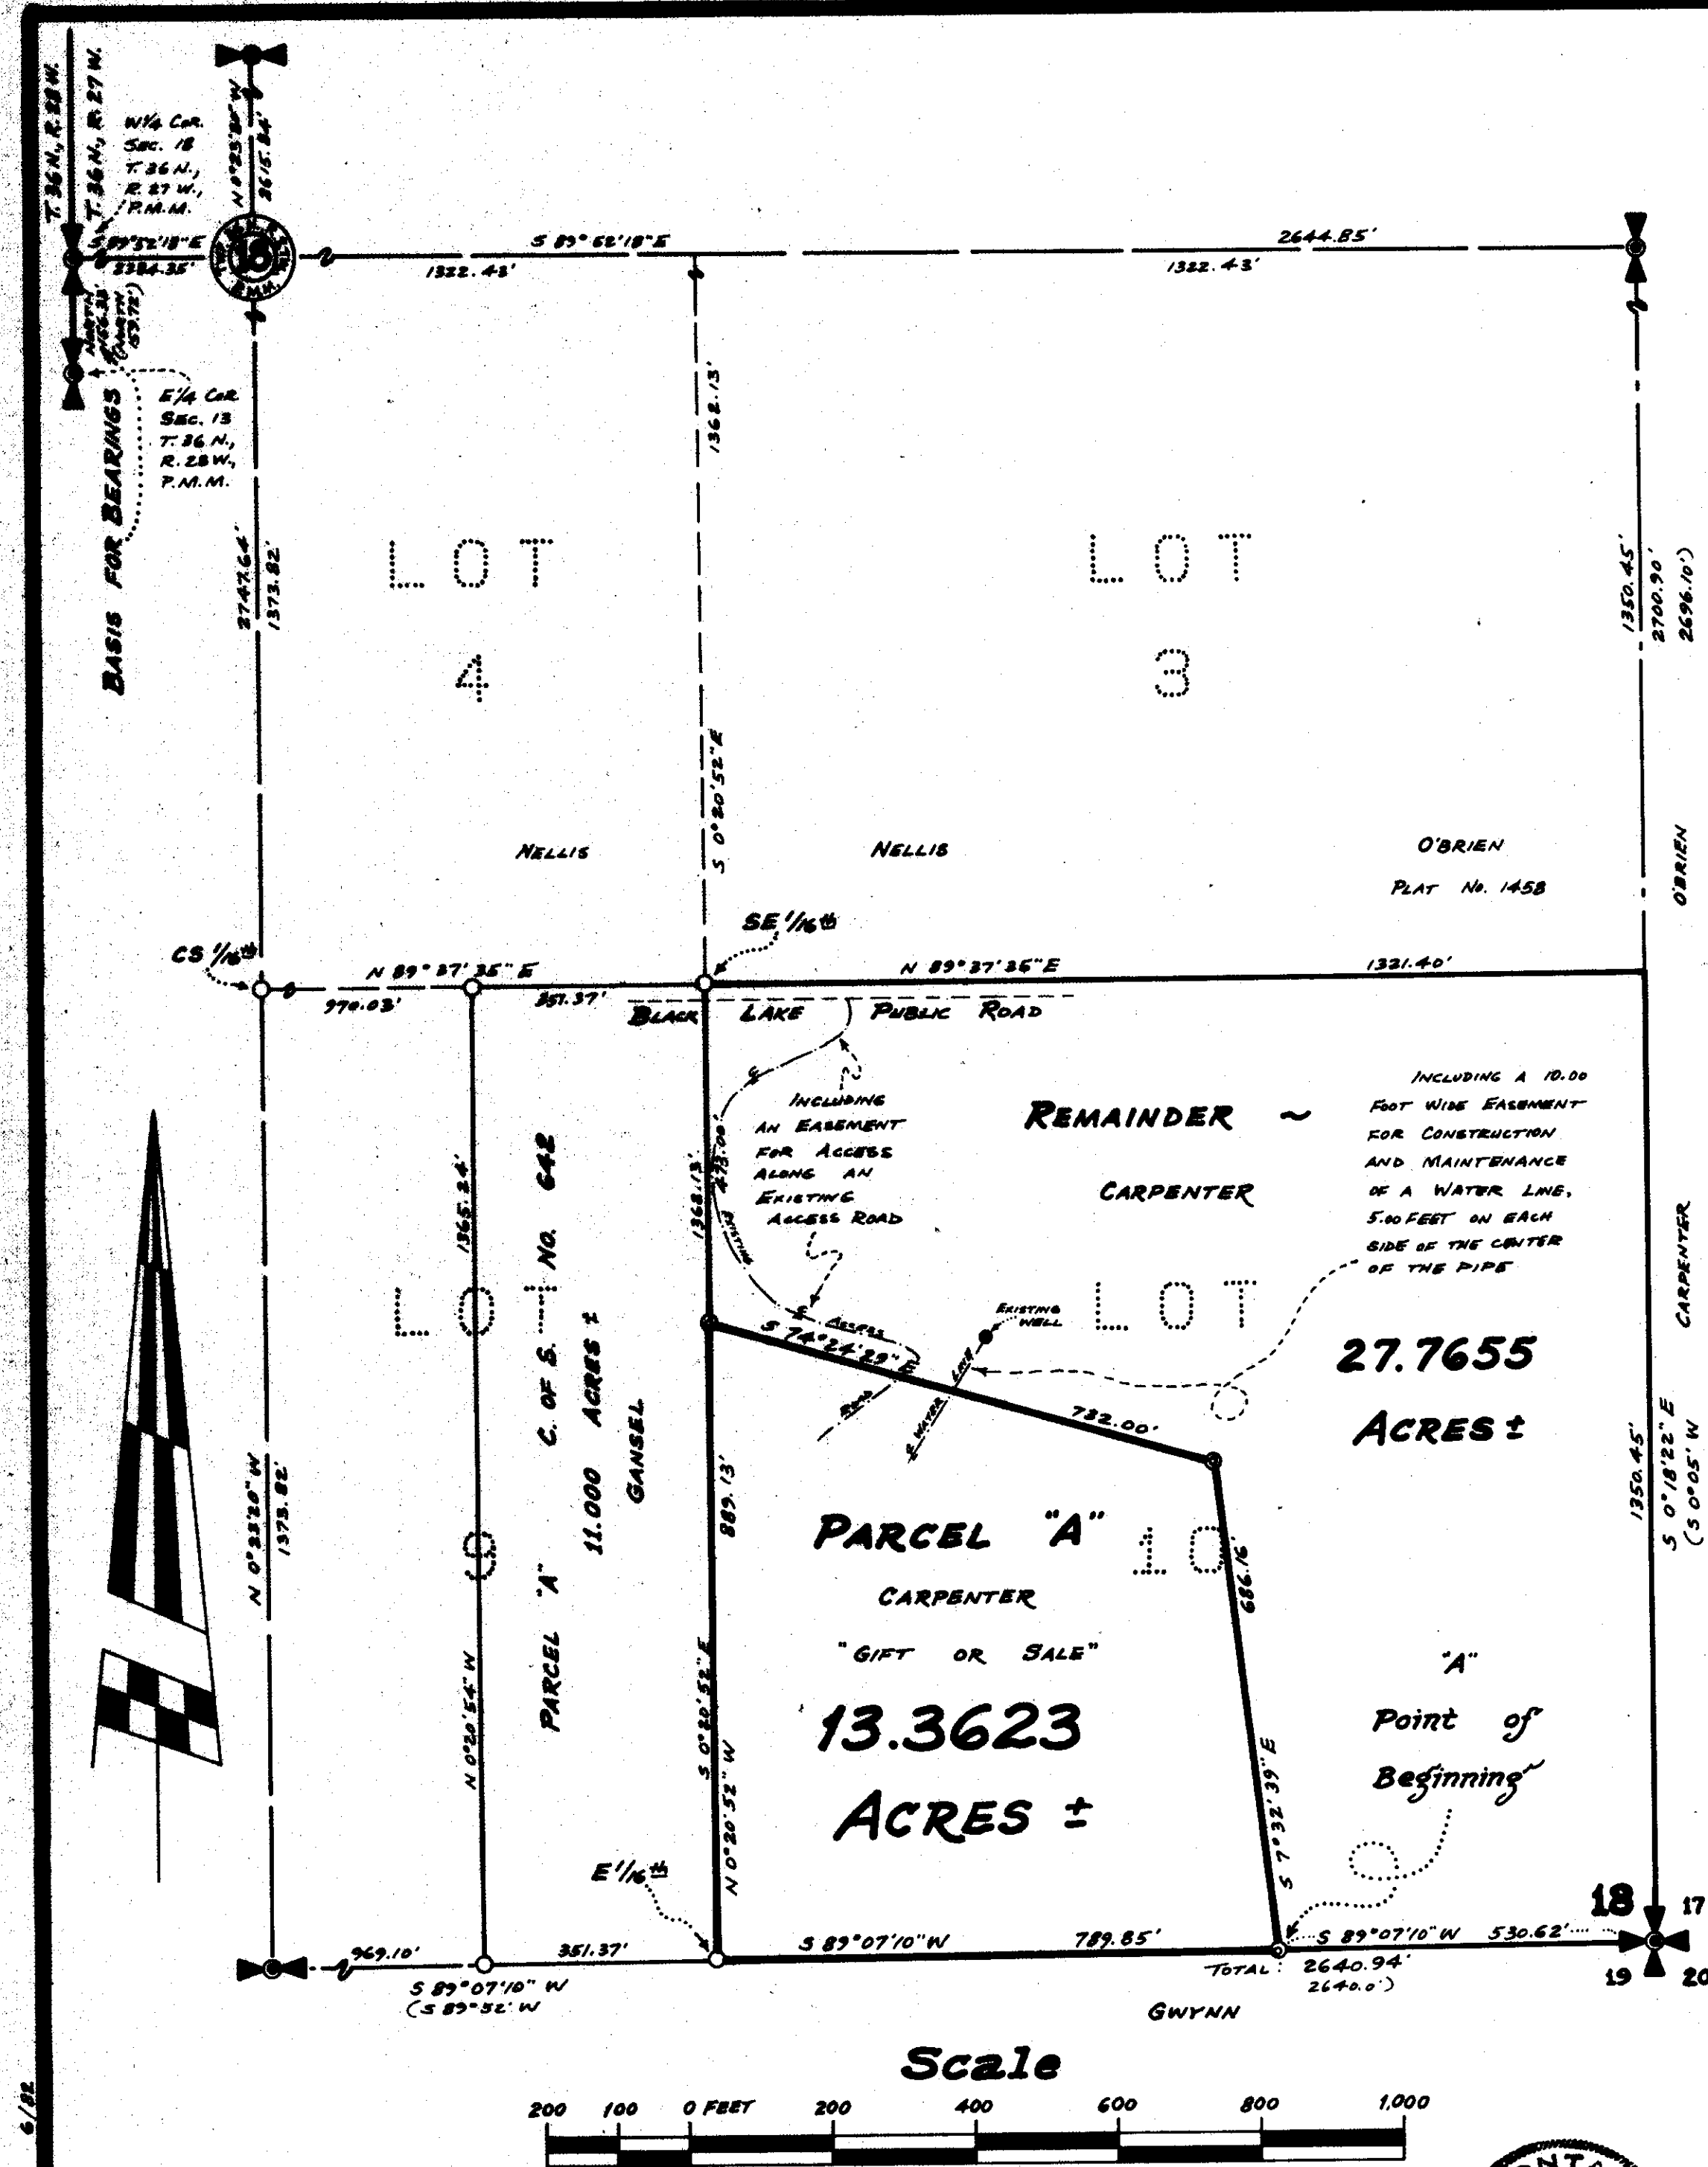 T. 36 N., R. 28 W.
T. 36 N., R. 27 W.
W 1/4 COR.
SEC. 18
T. 36 N.,
R. 27 W.,
P.M.M.
2615.84'
18
S 89°52'18" E
2384.35'
S 89°52'18" E
2644.85'
1322.43'
1322.43'
E 1/4 COR
SEC. 13
T. 36 N.,
R. 28 W.,
P.M.M.
BASIS FOR BEARINGS
1362.13'
2747.64'
1373.82'
LOT
4
LOT
3
1350.45'
2700.90'
2696.10')
S 0°20'52" E
NELLIS
NELLIS
O'BRIEN
PLAT No. 1458
O'BRIEN
CS 1/16th
SE 1/16th
N 89°37'35" E
N 89°37'35" E
1321.40'
970.03'
351.37'
BLACK LAKE PUBLIC ROAD
INCLUDING
AN EASEMENT
FOR ACCESS
ALONG AN
EXISTING
ACCESS ROAD
REMAINDER ~
CARPENTER
INCLUDING A 10.00
FOOT WIDE EASEMENT
FOR CONSTRUCTION
AND MAINTENANCE
OF A WATER LINE,
5.00 FEET ON EACH
SIDE OF THE CENTER
OF THE PIPE
1365.24'
473.00'
EXISTING
LOT
9
PARCEL "A" C. OF S. NO. 642
11.000 ACRES ±
GANSEL
EXISTING
WELL
LOT
10
27.7655
ACRES ±
CARPENTER
ACCESS
ROAD
S 74°24'29" E
732.00'
WATER LINE
889.13'
N 0°23'20" W
1373.82'
PARCEL "A"
CARPENTER
"GIFT OR SALE"
13.3623
ACRES ±
686.16'
S 7°32'39" E
1350.45'
S 0°18'22" E
(S 0°05' W
N 0°20'54" W
S 0°20'52" E
N 0°20'52" W
"A"
Point of
Beginning
E 1/16th
18 17
19 20
969.10'
351.37'
S 89°07'10" W
789.85'
S 89°07'10" W
530.62'
S 89°07'10" W
(S 89°52' W
TOTAL: 2640.94'
2640.0')
GWYNN
Scale
200 100 0 FEET 200 400 600 800 1,000
6/82